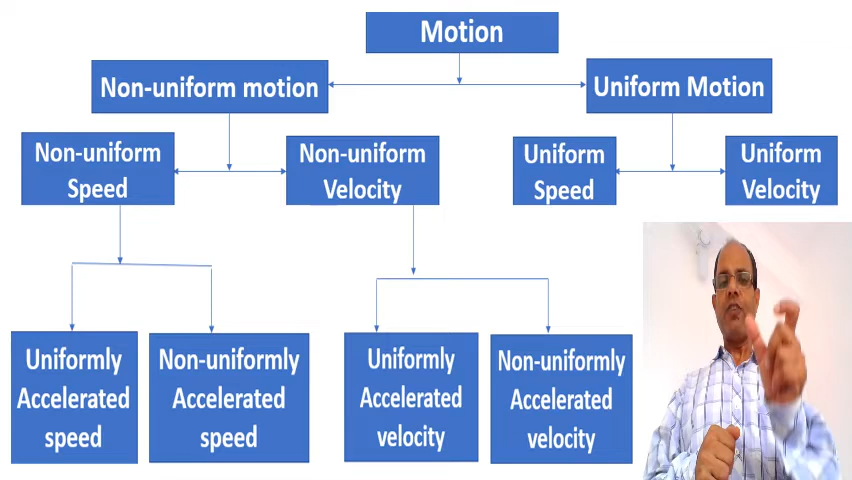 Motion
Non-uniform motion
Uniform Motion
Non-uniform
Speed
Non-uniform
Velocity
Uniform
Speed
Uniform
Velocity
Uniformly
Accelerated
speed
Non-uniformly
Accelerated
speed
Uniformly
Accelerated
velocity
Non-uniformly
Accelerated
velocity